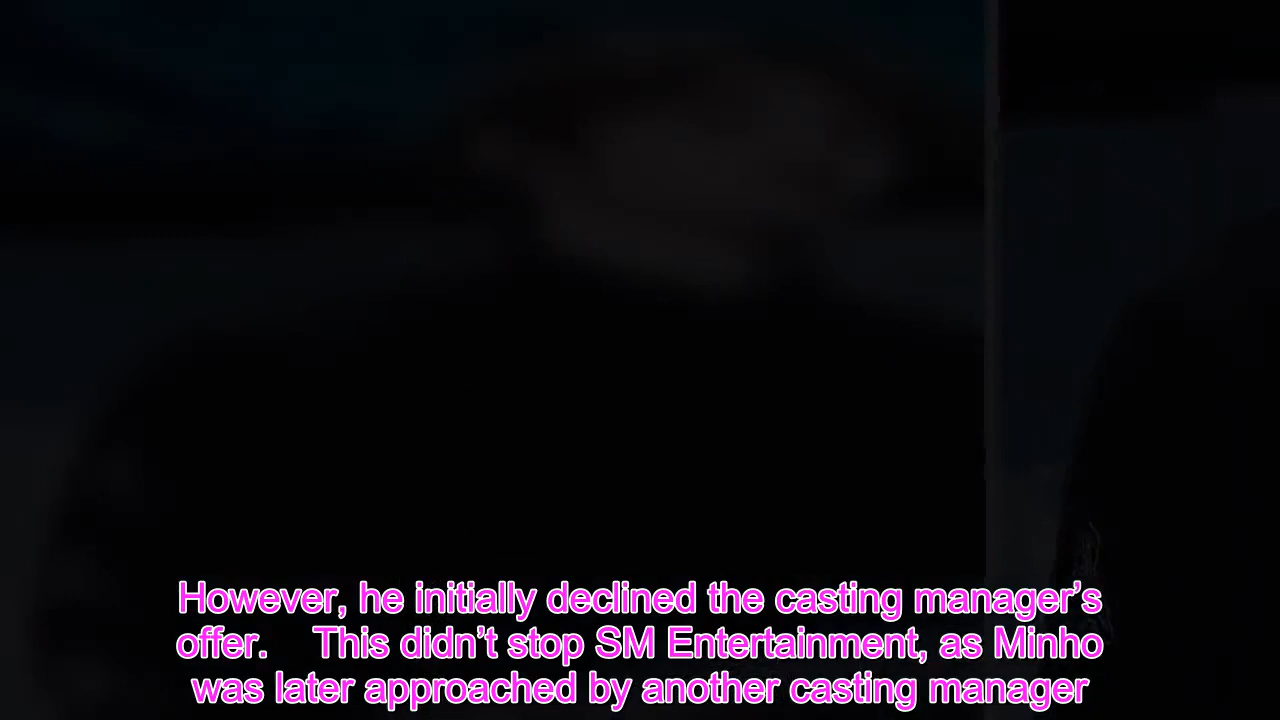 However, he initially declined the casting manager’s
offer.    This didn’t stop SM Entertainment, as Minho
was later approached by another casting manager